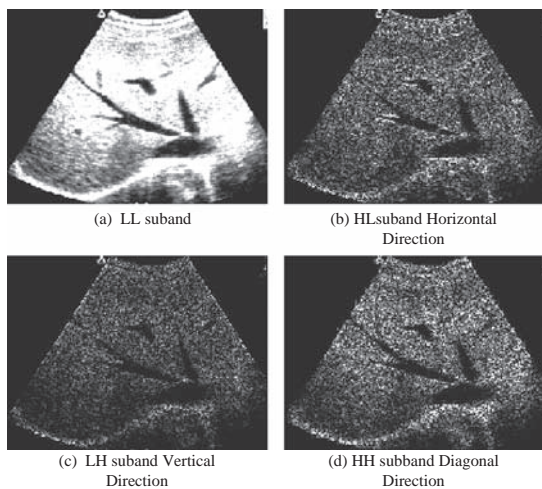 (a) LL suband
(b) HLsuband Horizontal
Direction
(c) LH suband Vertical
Direction
(d) HH subband Diagonal
Direction